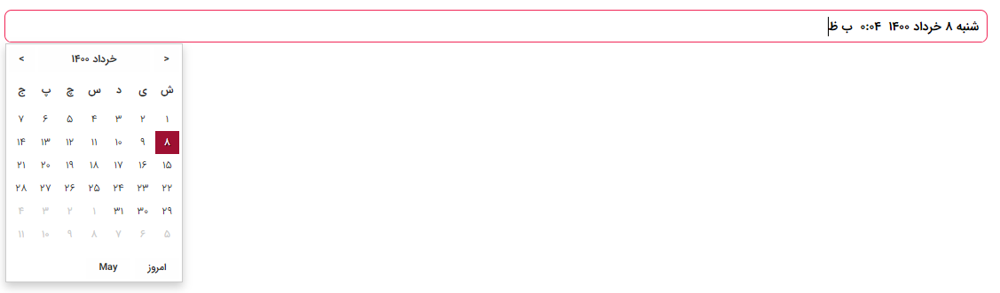 شنبه ۸ خرداد ۱۴۰۰ ۰:۰۴ ب ظ
< خرداد ۱۴۰۰ >
ش ی د س چ پ ج
۱ ۲ ۳ ۴ ۵ ۶ ۷
۸ ۹ ۱۰ ۱۱ ۱۲ ۱۳ ۱۴
۱۵ ۱۶ ۱۷ ۱۸ ۱۹ ۲۰ ۲۱
۲۲ ۲۳ ۲۴ ۲۵ ۲۶ ۲۷ ۲۸
۲۹ ۳۰ ۳۱ ۱ ۲ ۳ ۴
۵ ۶ ۷ ۸ ۹ ۱۰ ۱۱
امروز May